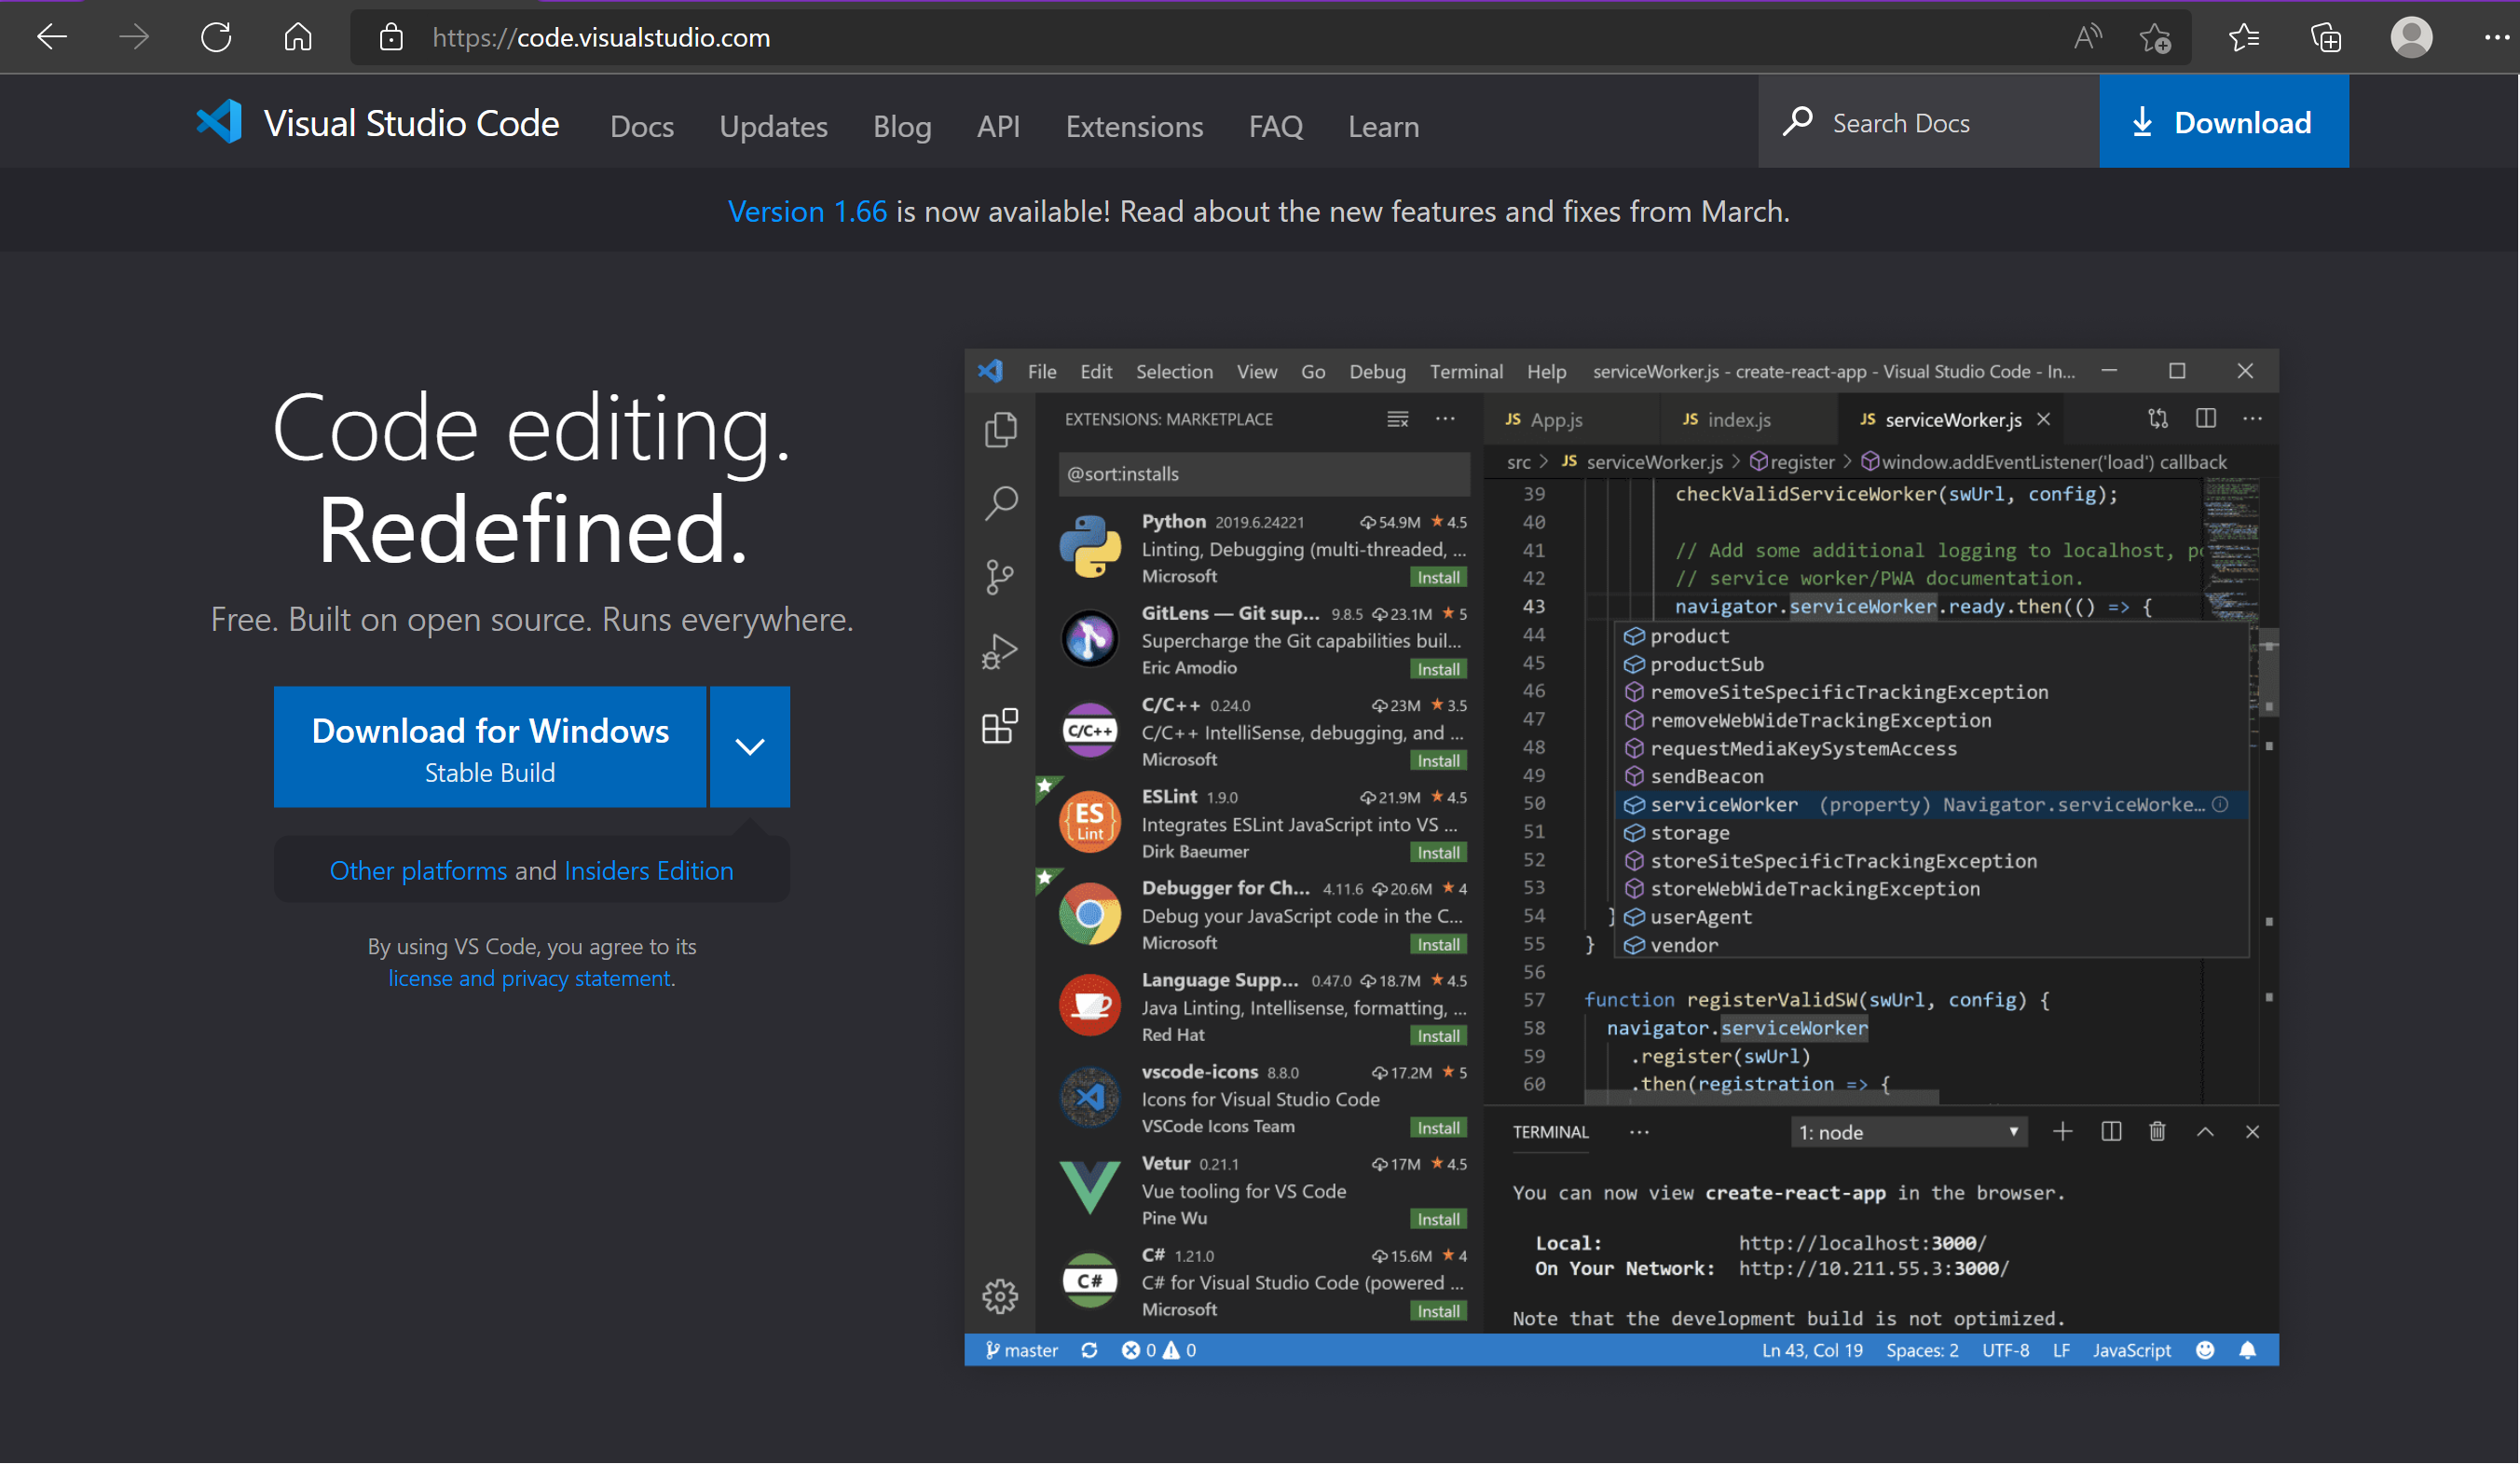 https://code.visualstudio.com
Visual Studio Code
Docs
Updates
Blog
API
Extensions
FAQ
Learn
Search Docs
Download
Version 1.66 is now available! Read about the new features and fixes from March.
Code editing.
Redefined.
Free. Built on open source. Runs everywhere.
Download for Windows
Stable Build
Other platforms and Insiders Edition
By using VS Code, you agree to its
license and privacy statement.
File Edit Selection View Go Debug Terminal Help serviceWorker.js - create-react-app - Visual Studio Code - In...
EXTENSIONS: MARKETPLACE
@sort:installs
Python 2019.6.24221 54.9M 4.5
Linting, Debugging (multi-threaded, ...
Microsoft Install
GitLens — Git sup... 9.8.5 23.1M 5
Supercharge the Git capabilities buil...
Eric Amodio Install
C/C++
C/C++ 0.24.0 23M 3.5
C/C++ IntelliSense, debugging, and ...
Microsoft Install
ES
Lint
ESLint 1.9.0 21.9M 4.5
Integrates ESLint JavaScript into VS ...
Dirk Baeumer Install
Debugger for Ch... 4.11.6 20.6M 4
Debug your JavaScript code in the C...
Microsoft Install
Language Supp... 0.47.0 18.7M 4.5
Java Linting, Intellisense, formatting, ...
Red Hat Install
vscode-icons 8.8.0 17.2M 5
Icons for Visual Studio Code
VSCode Icons Team Install
Vetur 0.21.1 17M 4.5
Vue tooling for VS Code
Pine Wu Install
C#
C# 1.21.0 15.6M 4
C# for Visual Studio Code (powered ...
Microsoft Install
JS App.js
JS index.js
JS serviceWorker.js
src > JS serviceWorker.js > register > window.addEventListener('load') callback
39 checkValidServiceWorker(swUrl, config);
40
41 // Add some additional logging to localhost, po
42 // service worker/PWA documentation.
43 navigator.serviceWorker.ready.then(() => {
44 product
45 productSub
46 removeSiteSpecificTrackingException
47 removeWebWideTrackingException
48 requestMediaKeySystemAccess
49 sendBeacon
50 serviceWorker (property) Navigator.serviceWorke...
51 storage
52 storeSiteSpecificTrackingException
53 storeWebWideTrackingException
54 } userAgent
55 } vendor
56
57 function registerValidSW(swUrl, config) {
58 navigator.serviceWorker
59 .register(swUrl)
60 .then(registration => {
TERMINAL ... 1: node
You can now view create-react-app in the browser.
Local: http://localhost:3000/
On Your Network: http://10.211.55.3:3000/
Note that the development build is not optimized.
master 0 0 Ln 43, Col 19 Spaces: 2 UTF-8 LF JavaScript